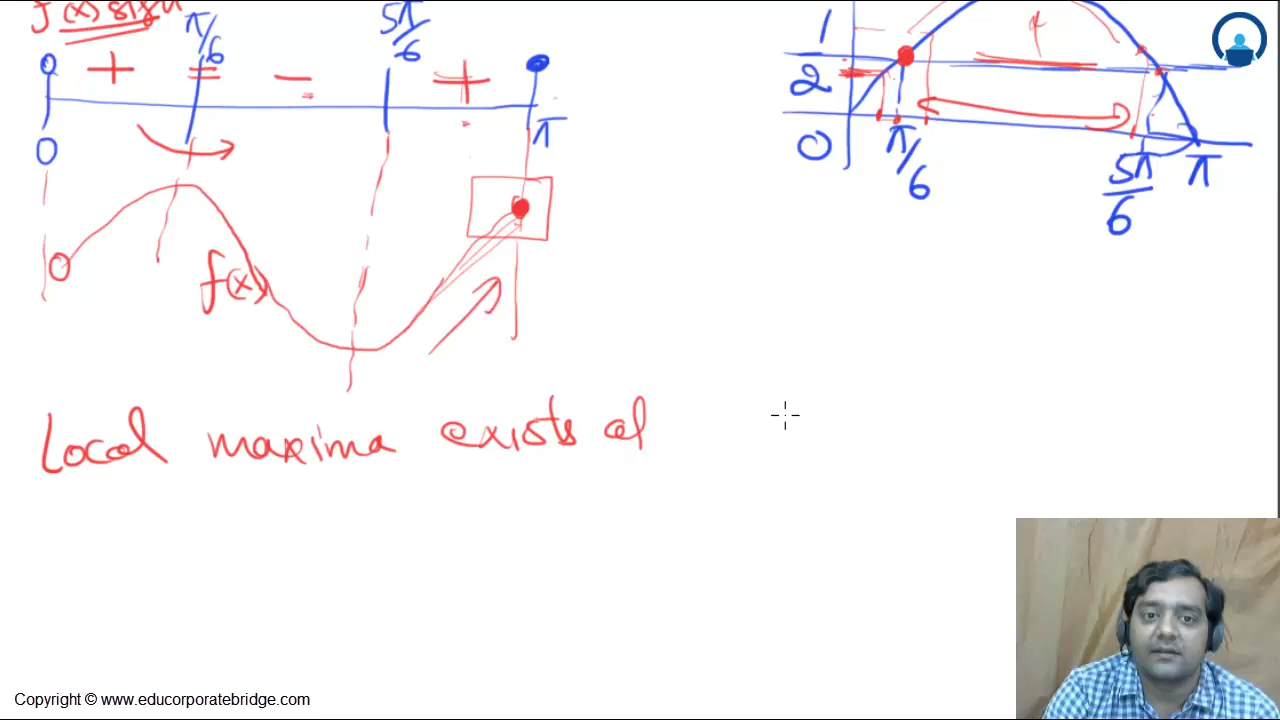 f'(x) sign
π/6
5π/6
+ = - +
0
π
f(x)
Local maxima exists at
1
2
0
π/6
5π/6
π
Copyright © www.educorporatebridge.com